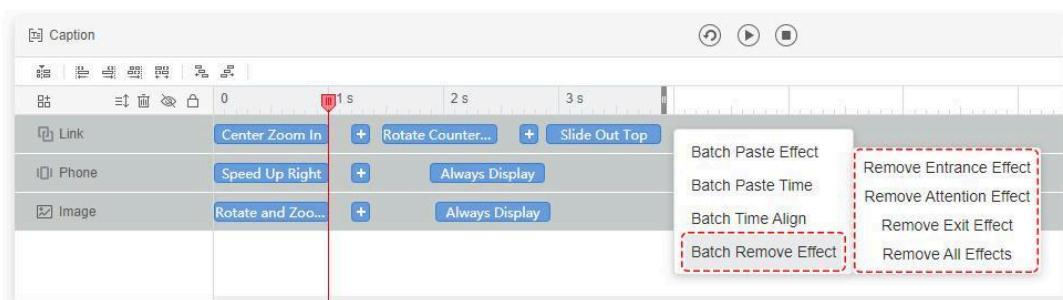 Caption
0
1 s
2 s
3 s
Link
Center Zoom In
Rotate Counter...
Slide Out Top
Phone
Speed Up Right
Always Display
Image
Rotate and Zoo...
Always Display
Batch Paste Effect
Batch Paste Time
Batch Time Align
Batch Remove Effect
Remove Entrance Effect
Remove Attention Effect
Remove Exit Effect
Remove All Effects